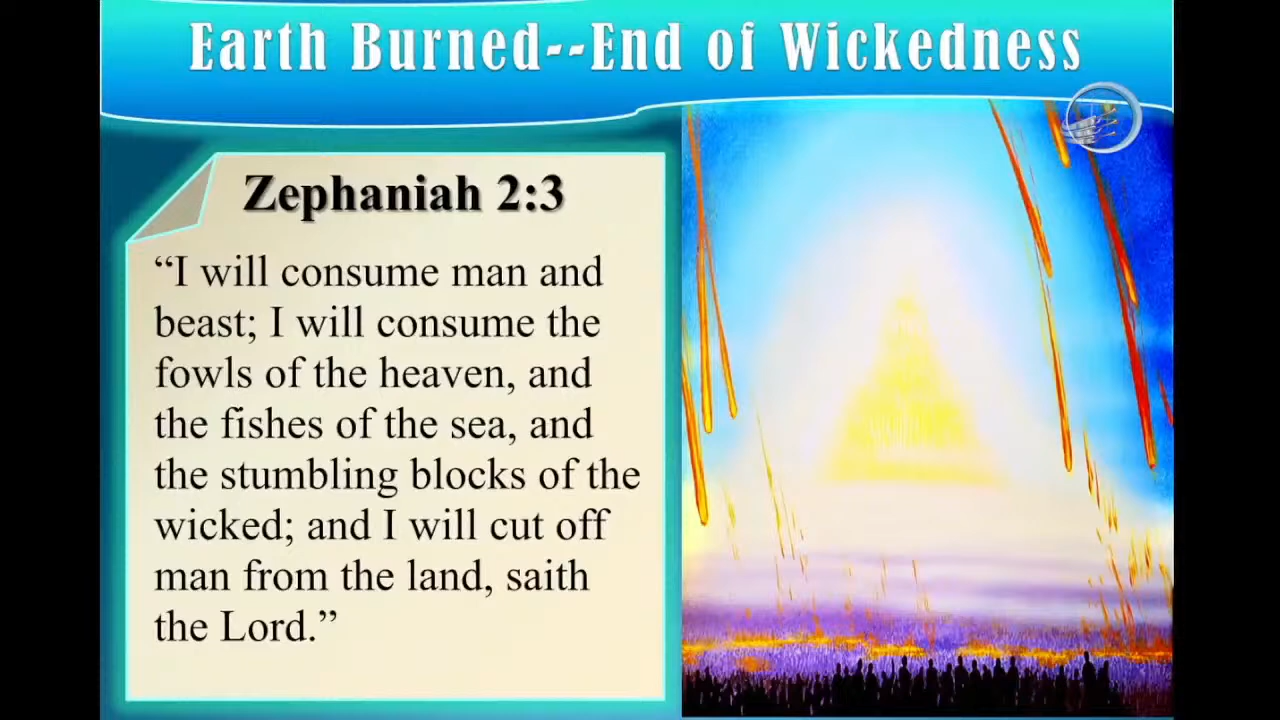 Earth Burned--End of Wickedness
Zephaniah 2:3
“I will consume man and
beast; I will consume the
fowls of the heaven, and
the fishes of the sea, and
the stumbling blocks of the
wicked; and I will cut off
man from the land, saith
the Lord.”